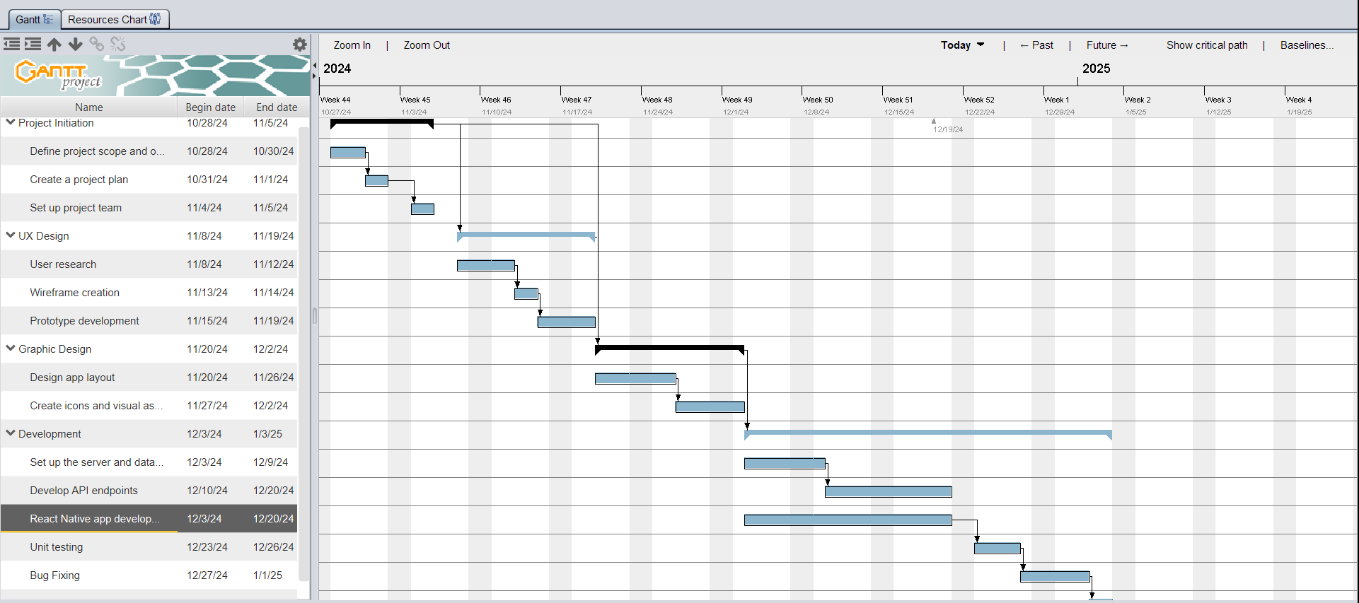 Gantt Resources Chart
Zoom In | Zoom Out Today | ← Past | Future → Show critical path | Baselines...
GANTT project
2024 2025
Week 44 Week 45 Week 46 Week 47 Week 48 Week 49 Week 50 Week 51 Week 52 Week 1 Week 2 Week 3 Week 4
10/27/24 11/3/24 11/10/24 11/17/24 11/24/24 12/1/24 12/8/24 12/15/24 12/22/24 12/29/24 1/5/25 1/12/25 1/19/25
12/19/24
Name Begin date End date
Project Initiation 10/28/24 11/5/24
Define project scope and o... 10/28/24 10/30/24
Create a project plan 10/31/24 11/1/24
Set up project team 11/4/24 11/5/24
UX Design 11/8/24 11/19/24
User research 11/8/24 11/12/24
Wireframe creation 11/13/24 11/14/24
Prototype development 11/15/24 11/19/24
Graphic Design 11/20/24 12/2/24
Design app layout 11/20/24 11/26/24
Create icons and visual as... 11/27/24 12/2/24
Development 12/3/24 1/3/25
Set up the server and data... 12/3/24 12/9/24
Develop API endpoints 12/10/24 12/20/24
React Native app develop... 12/3/24 12/20/24
Unit testing 12/23/24 12/26/24
Bug Fixing 12/27/24 1/1/25